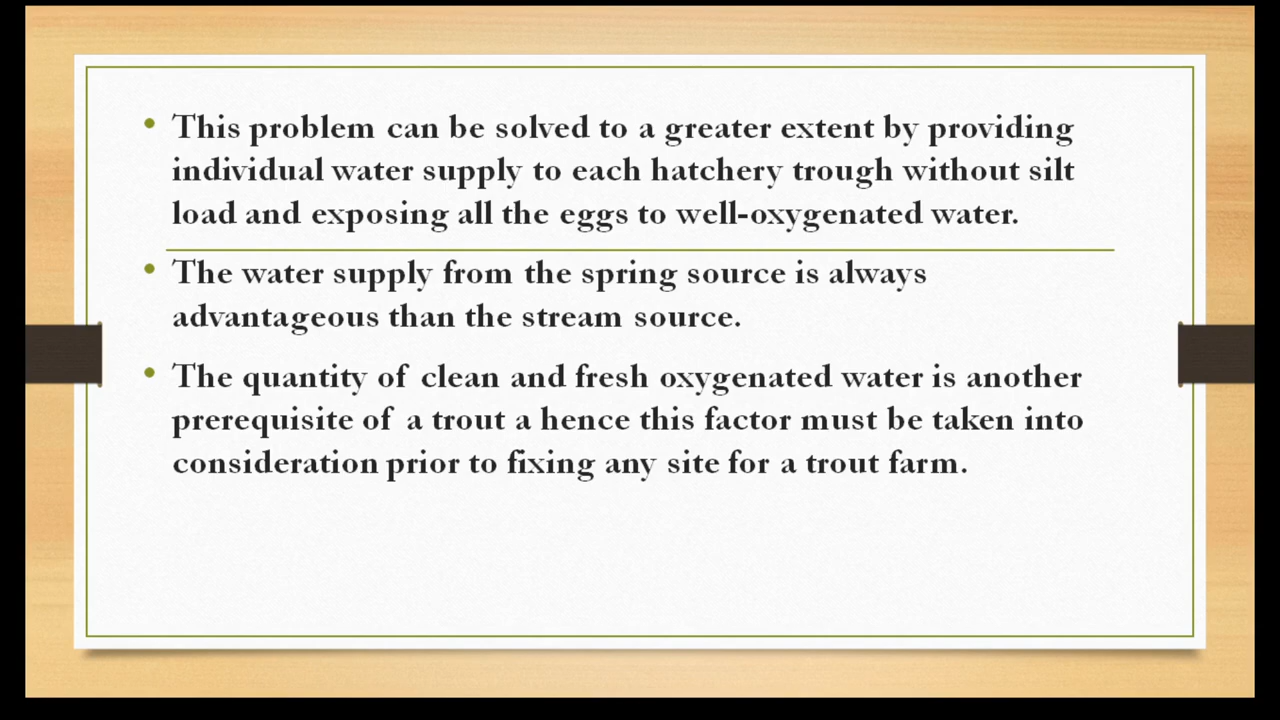 • This problem can be solved to a greater extent by providing
individual water supply to each hatchery trough without silt
load and exposing all the eggs to well-oxygenated water.
• The water supply from the spring source is always
advantageous than the stream source.
• The quantity of clean and fresh oxygenated water is another
prerequisite of a trout a hence this factor must be taken into
consideration prior to fixing any site for a trout farm.